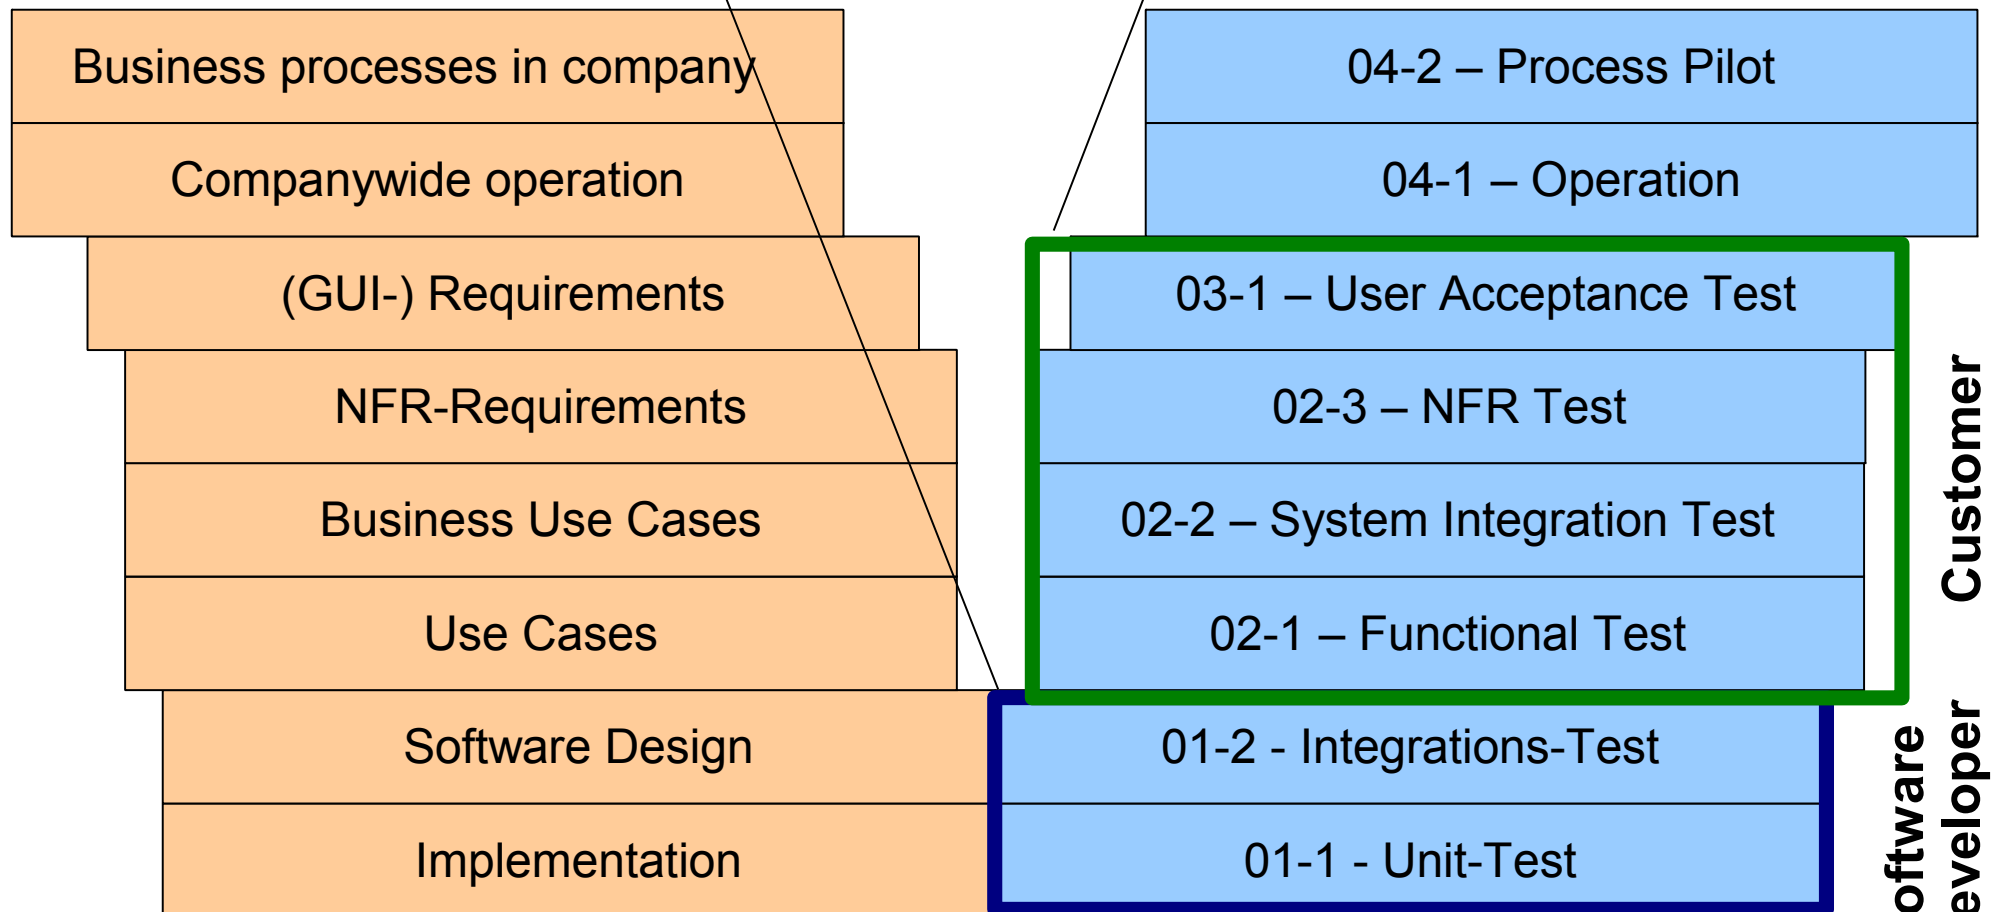 Business processes in company
04-2 – Process Pilot
Companywide operation
04-1 – Operation
(GUI-) Requirements
03-1 – User Acceptance Test
NFR-Requirements
02-3 – NFR Test
Business Use Cases
02-2 – System Integration Test
Use Cases
02-1 – Functional Test
Customer
Software Design
01-2 - Integrations-Test
Implementation
01-1 - Unit-Test
oftware
eveloper